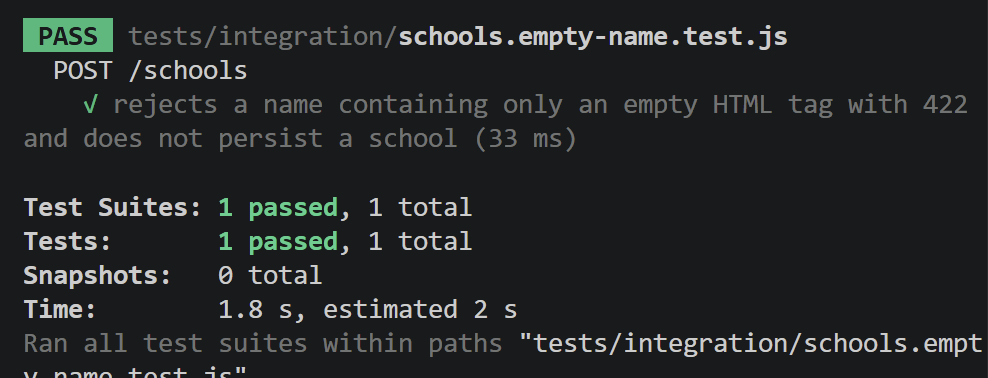 PASS tests/integration/schools.empty-name.test.js
POST /schools
√ rejects a name containing only an empty HTML tag with 422
and does not persist a school (33 ms)
Test Suites: 1 passed, 1 total
Tests: 1 passed, 1 total
Snapshots: 0 total
Time: 1.8 s, estimated 2 s
Ran all test suites within paths "tests/integration/schools.empt
y-name.test.js"